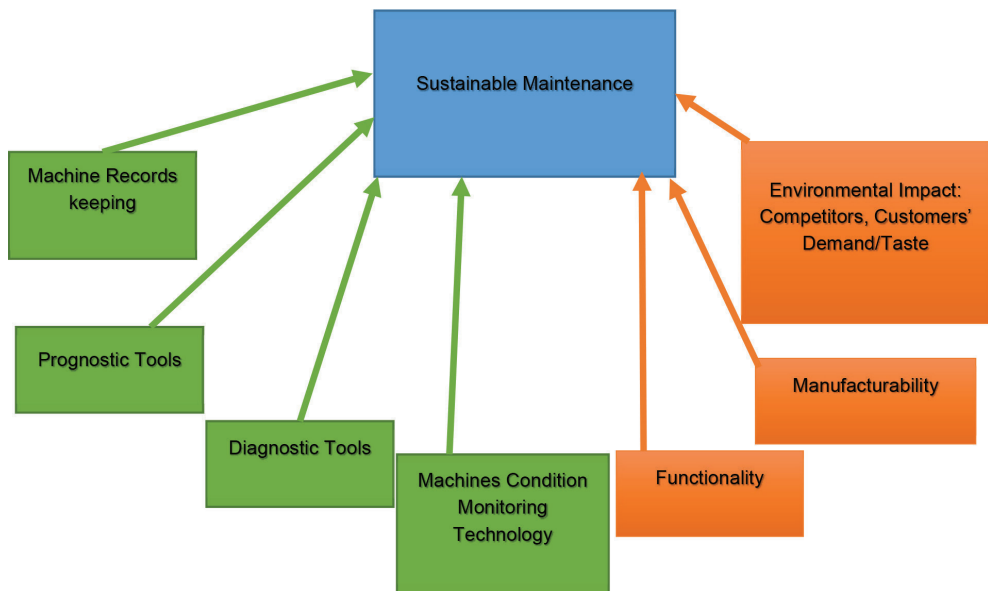 Sustainable Maintenance
Machine Records
keeping
Prognostic Tools
Diagnostic Tools
Machines Condition
Monitoring
Technology
Functionality
Manufacturability
Environmental Impact:
Competitors, Customers’
Demand/Taste